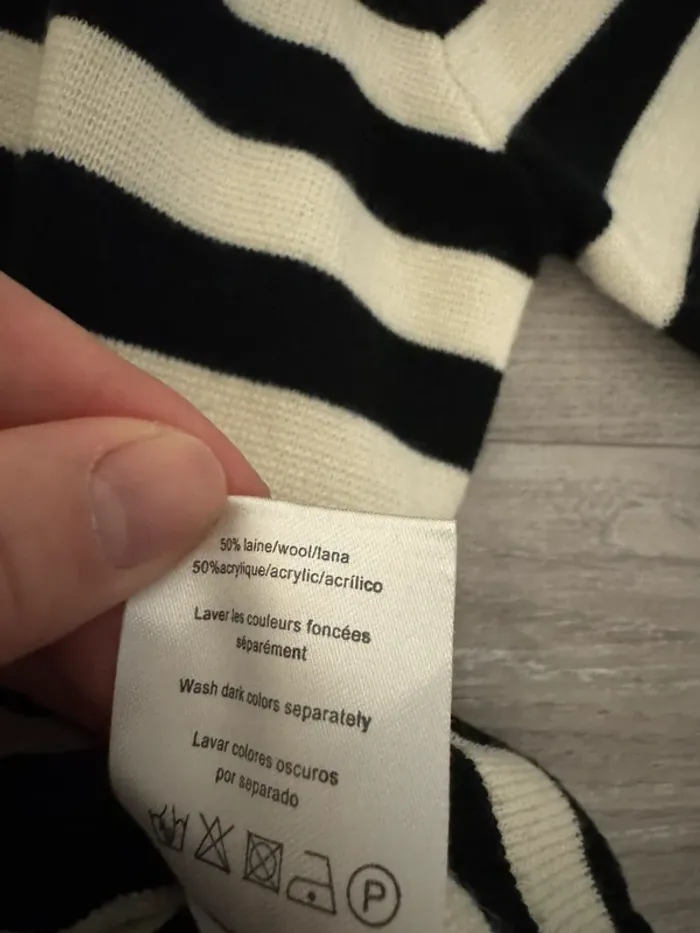 50% laine/wool/lana
50%acrylique/acrylic/acrílico
Laver les couleurs foncées
séparément
Wash dark colors separately
Lavar colores oscuros
por separado
P